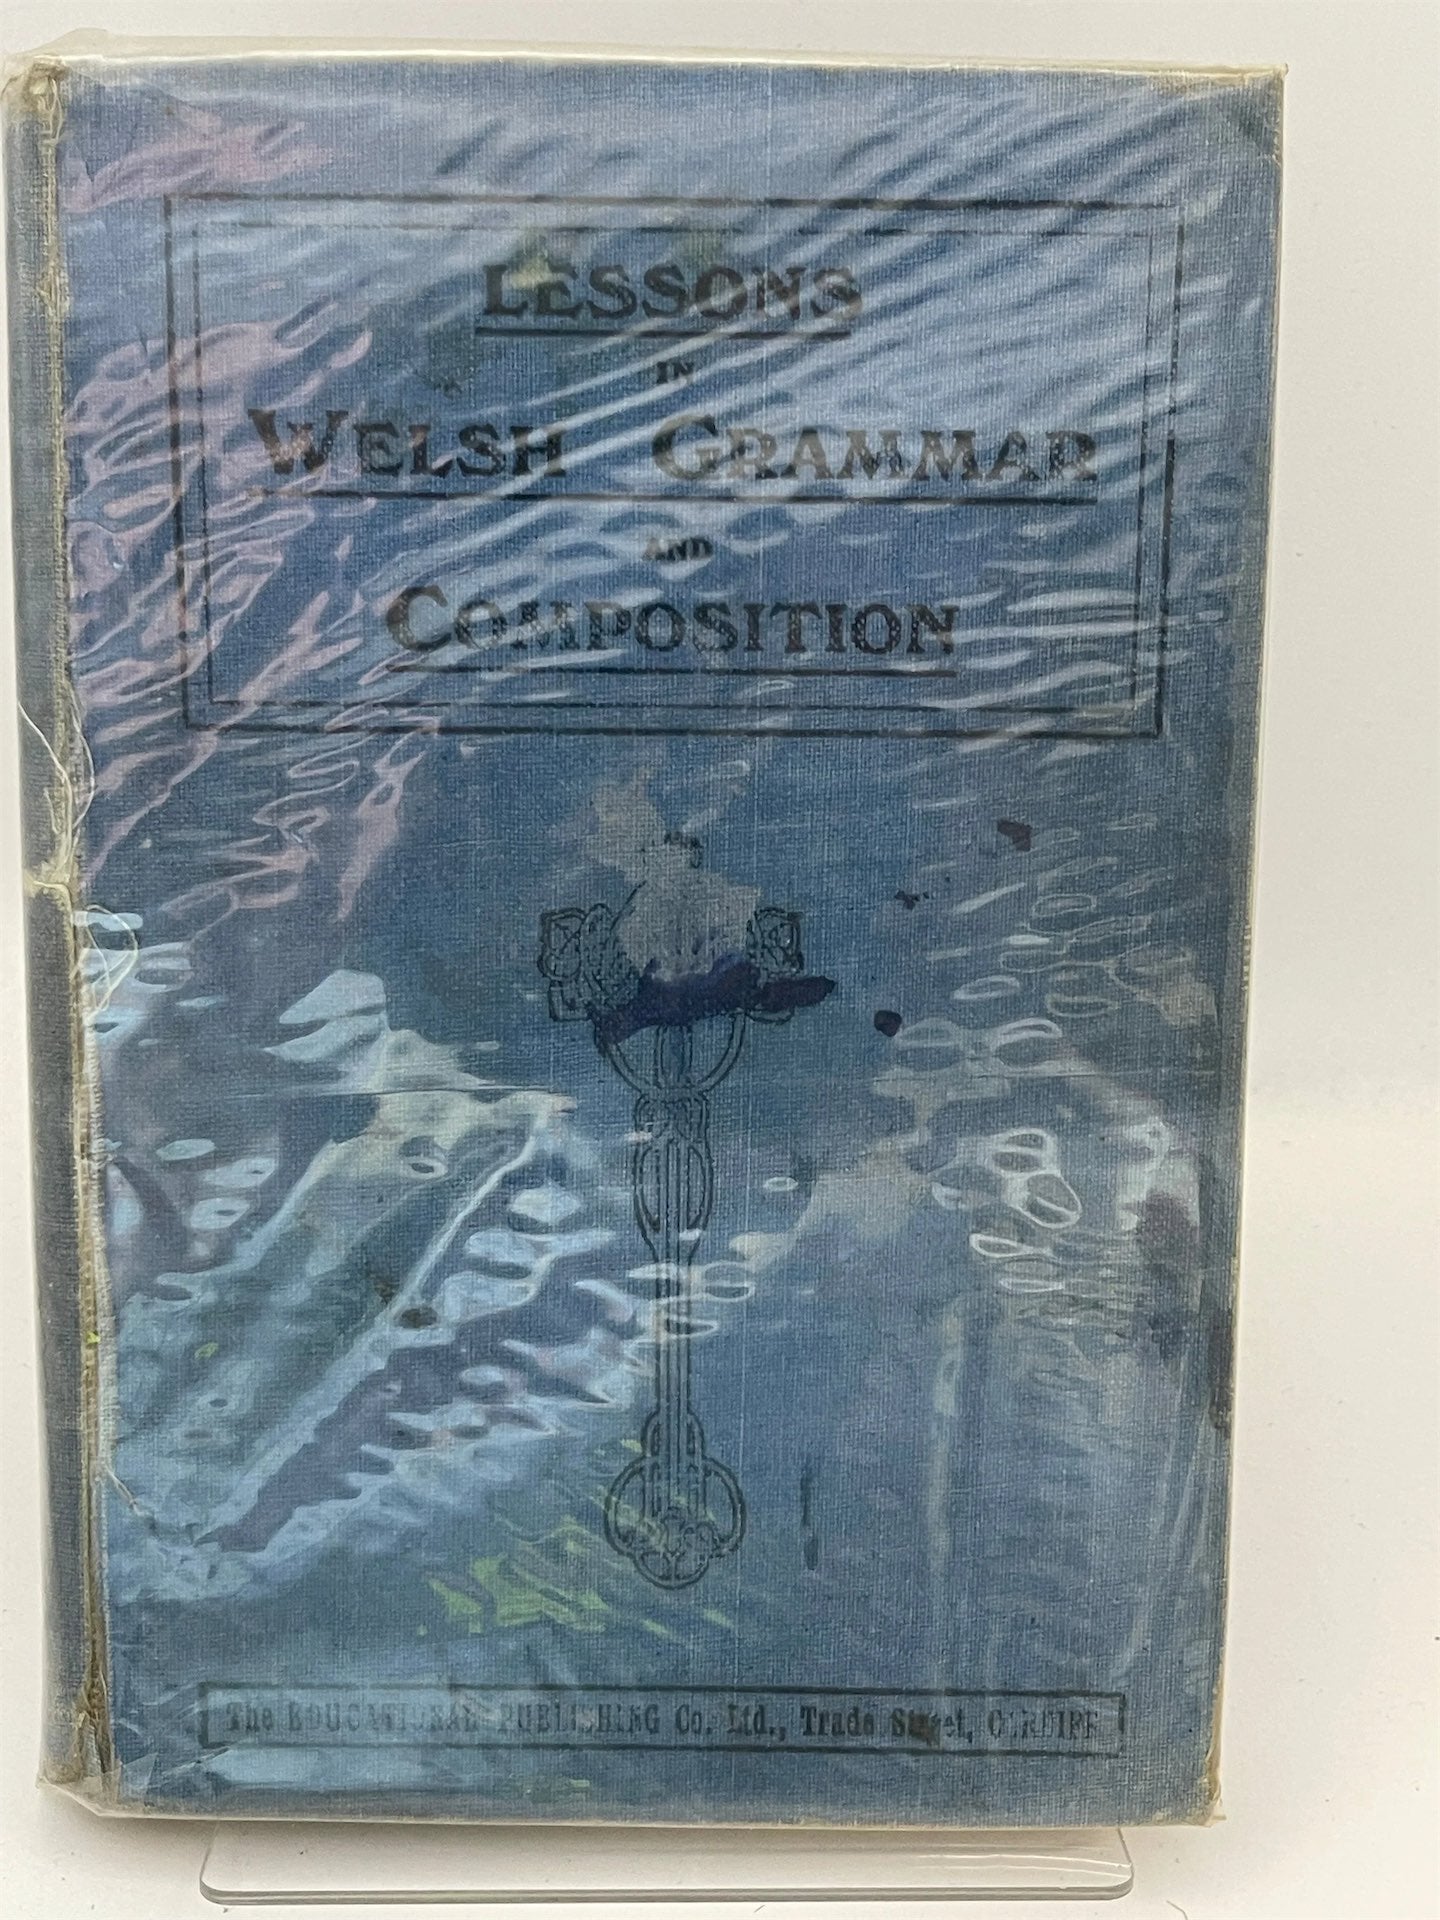 LESSONS
IN
WELSH GRAMMAR
AND
COMPOSITION
The EDUCATIONAL PUBLISHING Co. Ltd., Trade Street, CARDIFF